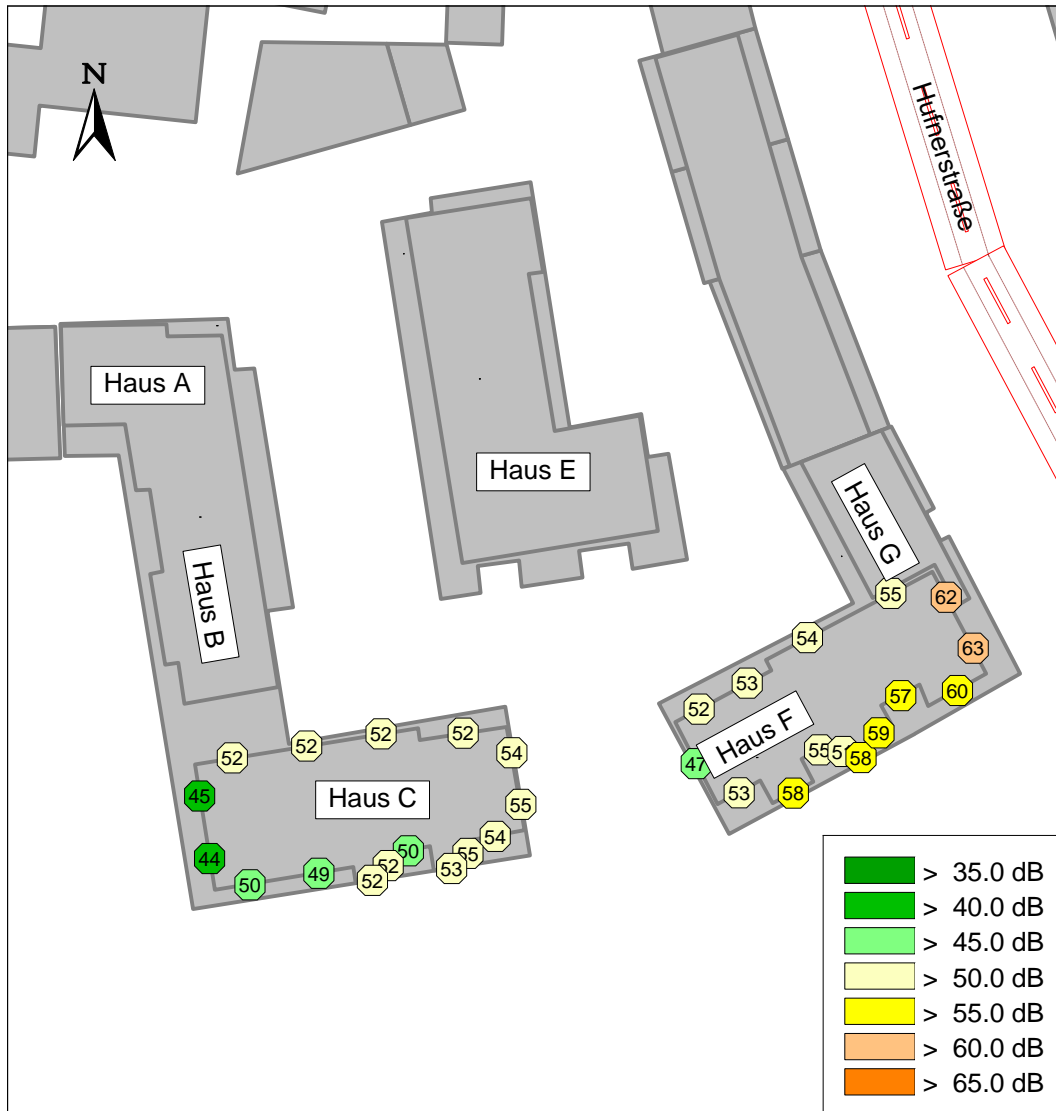 N
Hufnerstraße
Haus A
Haus E
Haus G
Haus B
55
62
54
63
53
60
57
52
Haus F
59
52
52
52
52
54
55
51
58
47
45
Haus C
53
58
55
54
50
55
44
52
53
49
52
50
> 35.0 dB
> 40.0 dB
> 45.0 dB
> 50.0 dB
> 55.0 dB
> 60.0 dB
> 65.0 dB